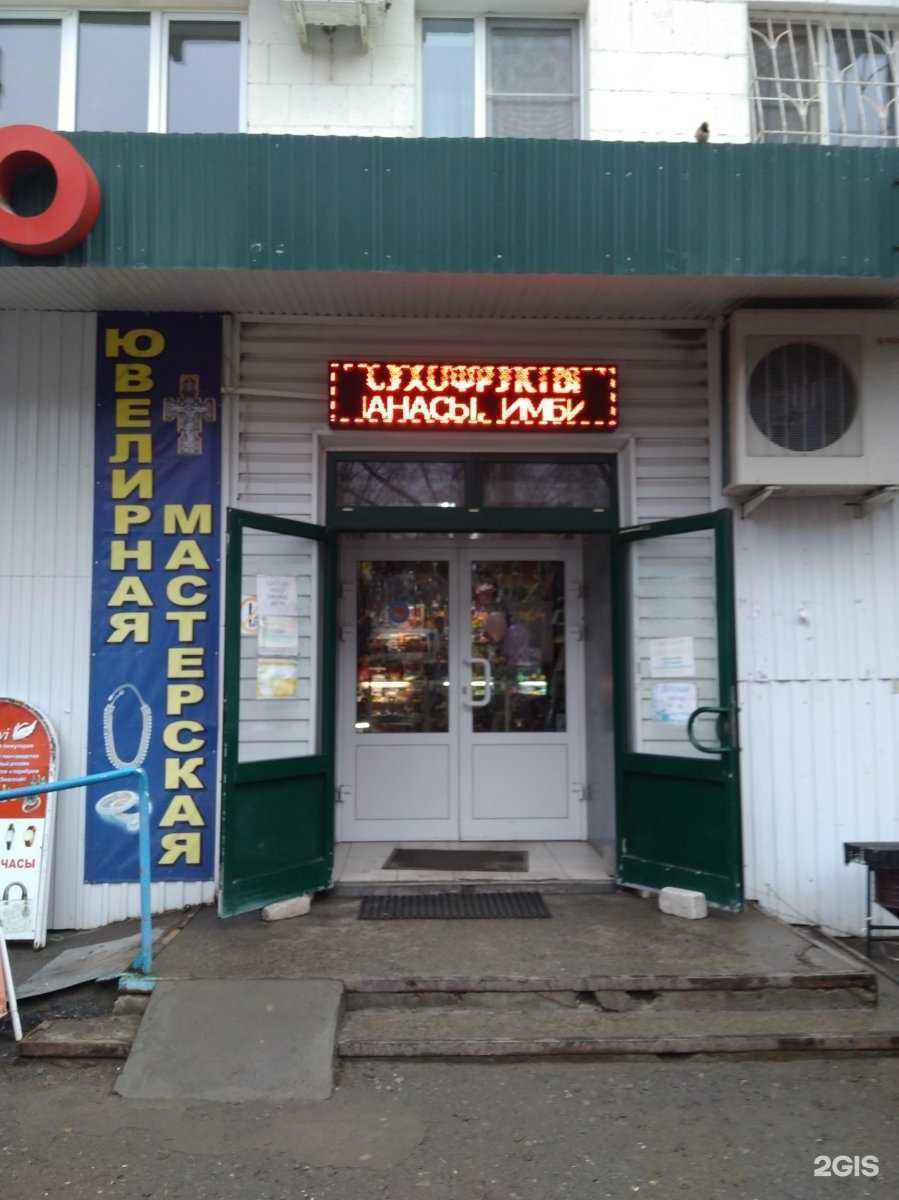 О
СУХОФРУКТЫ
АНАСЫ, ИМБИ
ЮВЕЛИРНАЯ
МАСТЕРСКАЯ
ЧАСЫ
2GIS